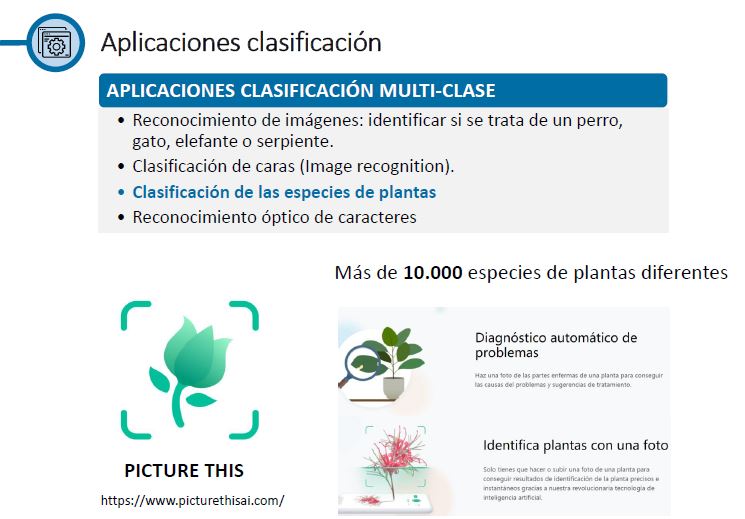 Aplicaciones clasificación
APLICACIONES CLASIFICACIÓN MULTI-CLASE
• Reconocimiento de imágenes: identificar si se trata de un perro,
gato, elefante o serpiente.
• Clasificación de caras (Image recognition).
• Clasificación de las especies de plantas
• Reconocimiento óptico de caracteres
Más de 10.000 especies de plantas diferentes
Diagnóstico automático de
problemas
Haz una foto de las partes enfermas de una planta para conseguir
las causas del problemas y sugerencias de tratamiento.
Identifica plantas con una foto
Solo tienes que hacer o subir una foto de una planta para
conseguir resultados de identificación de la planta precisos e
instantáneos gracias a nuestra revolucionaria tecnología de
inteligencia artificial.
PICTURE THIS
https://www.picturethisai.com/